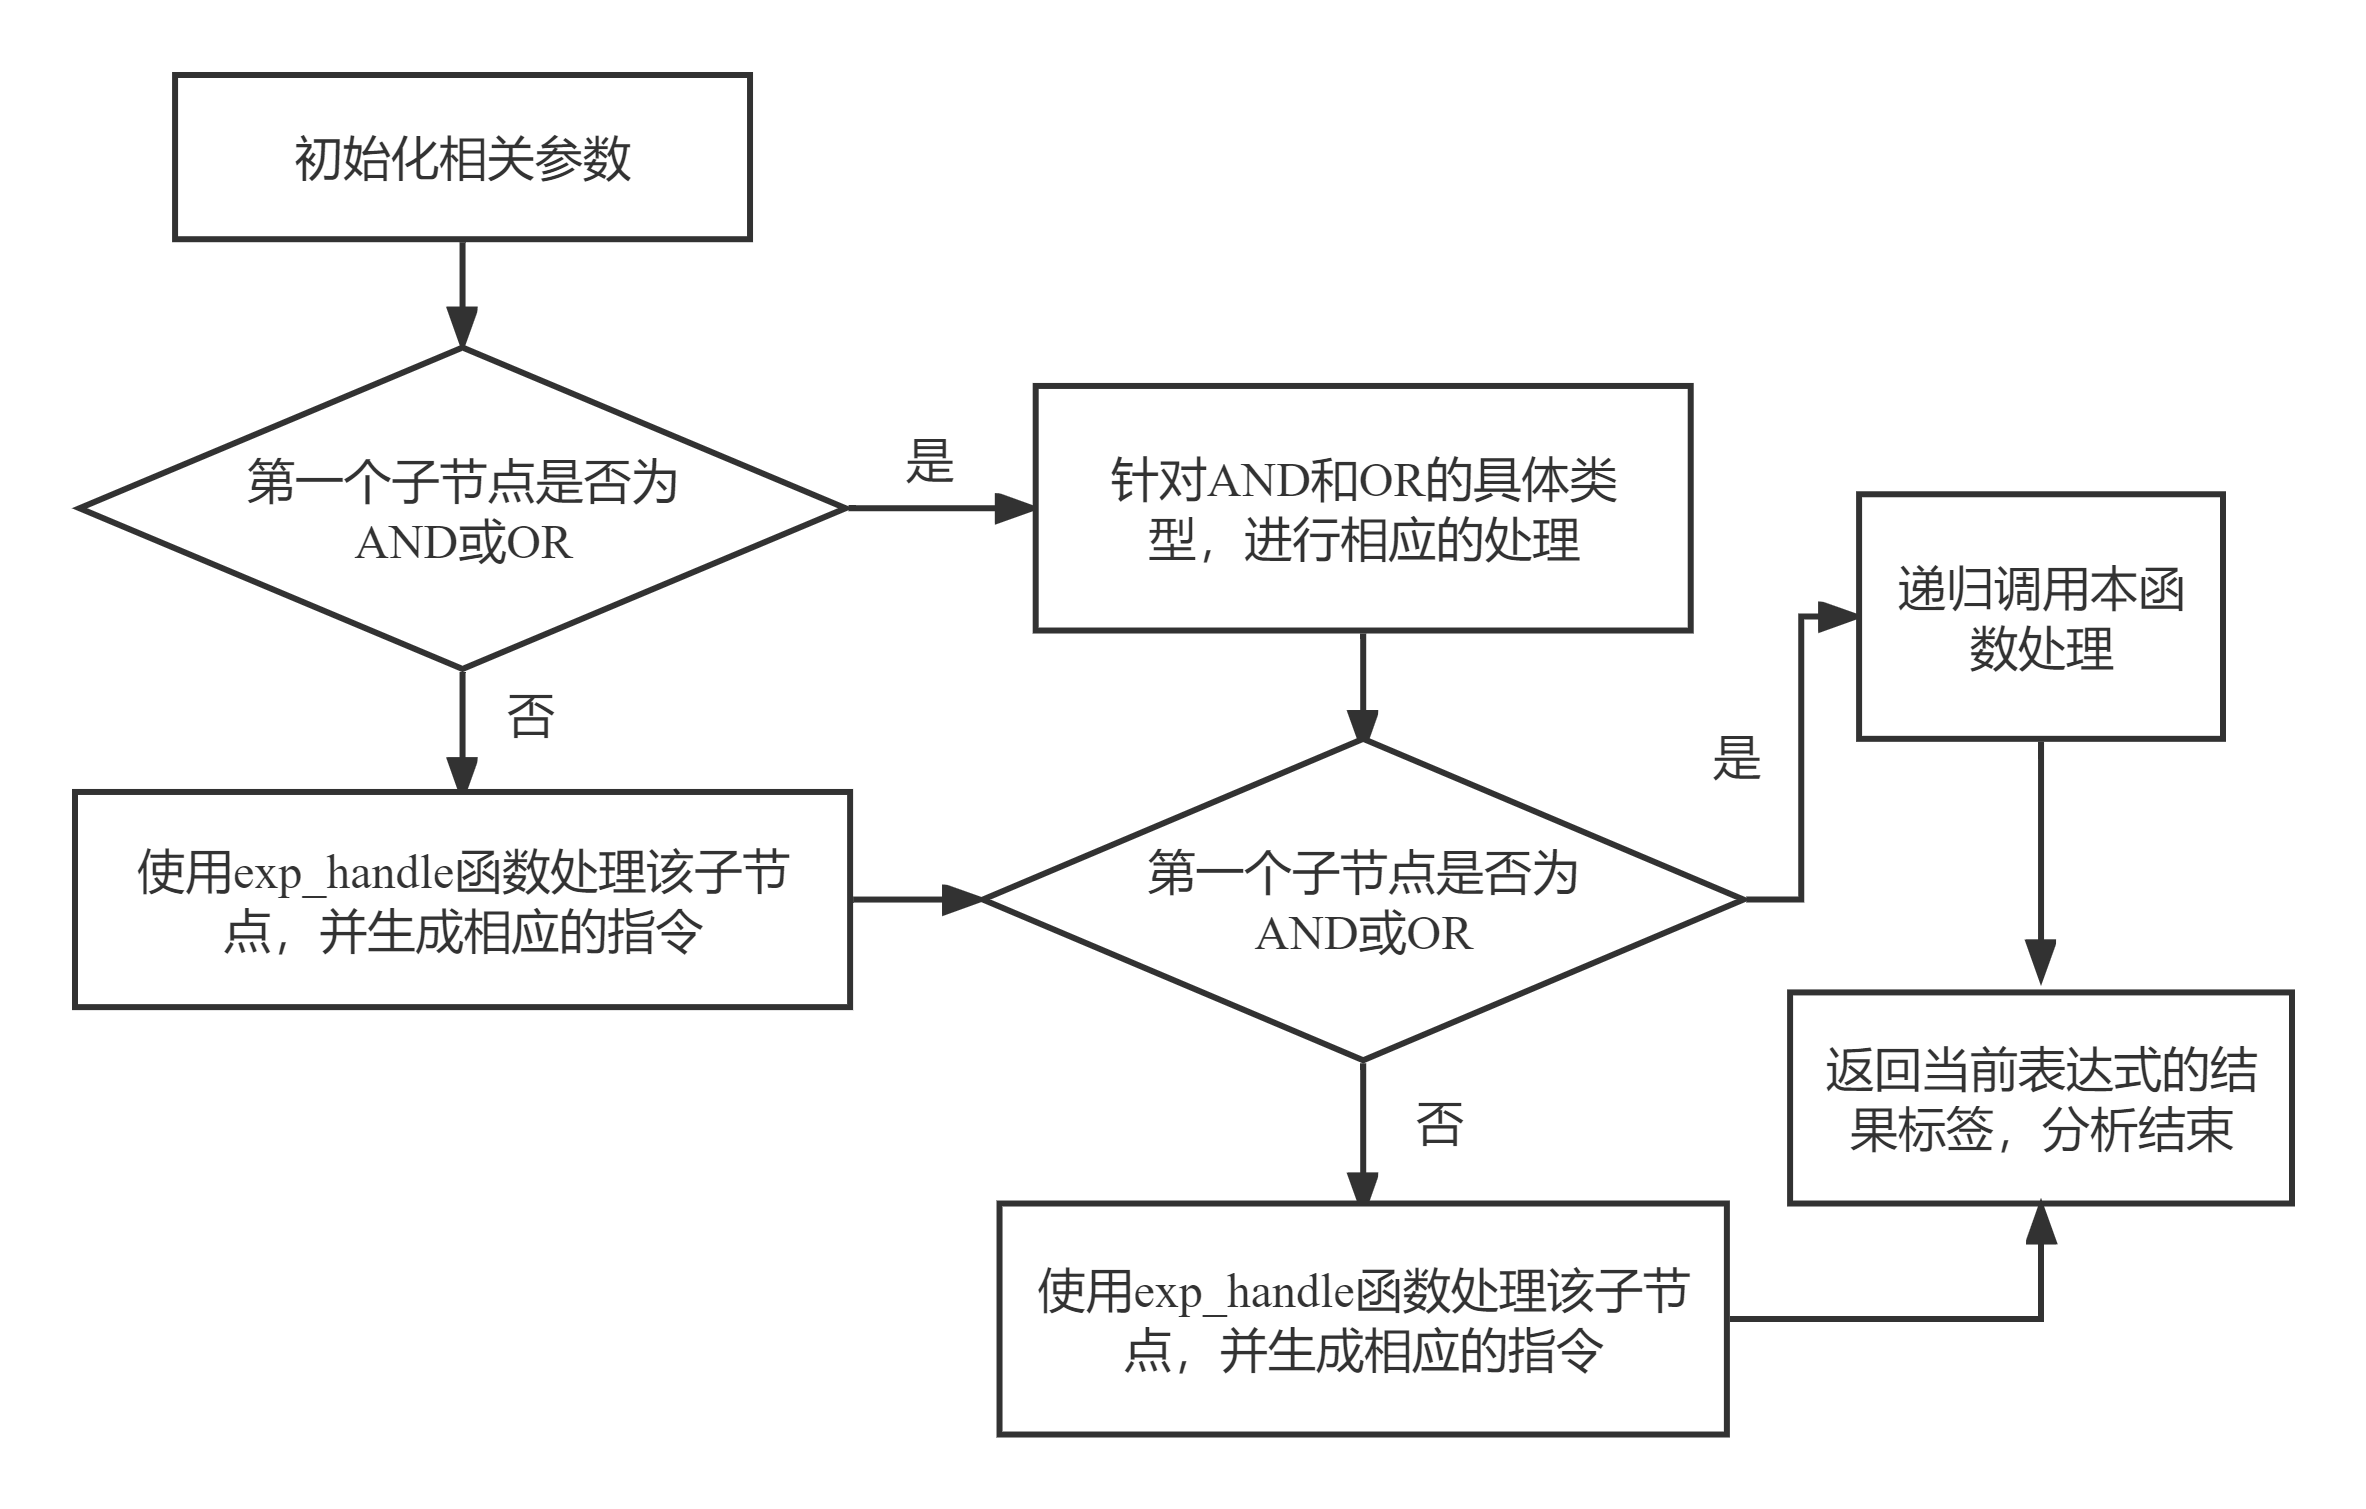 初始化相关参数
第一个子节点是否为
AND或OR
是
针对AND和OR的具体类
型，进行相应的处理
否
使用exp_handle函数处理该子节
点，并生成相应的指令
第一个子节点是否为
AND或OR
是
递归调用本函
数处理
否
使用exp_handle函数处理该子节
点，并生成相应的指令
返回当前表达式的结
果标签，分析结束